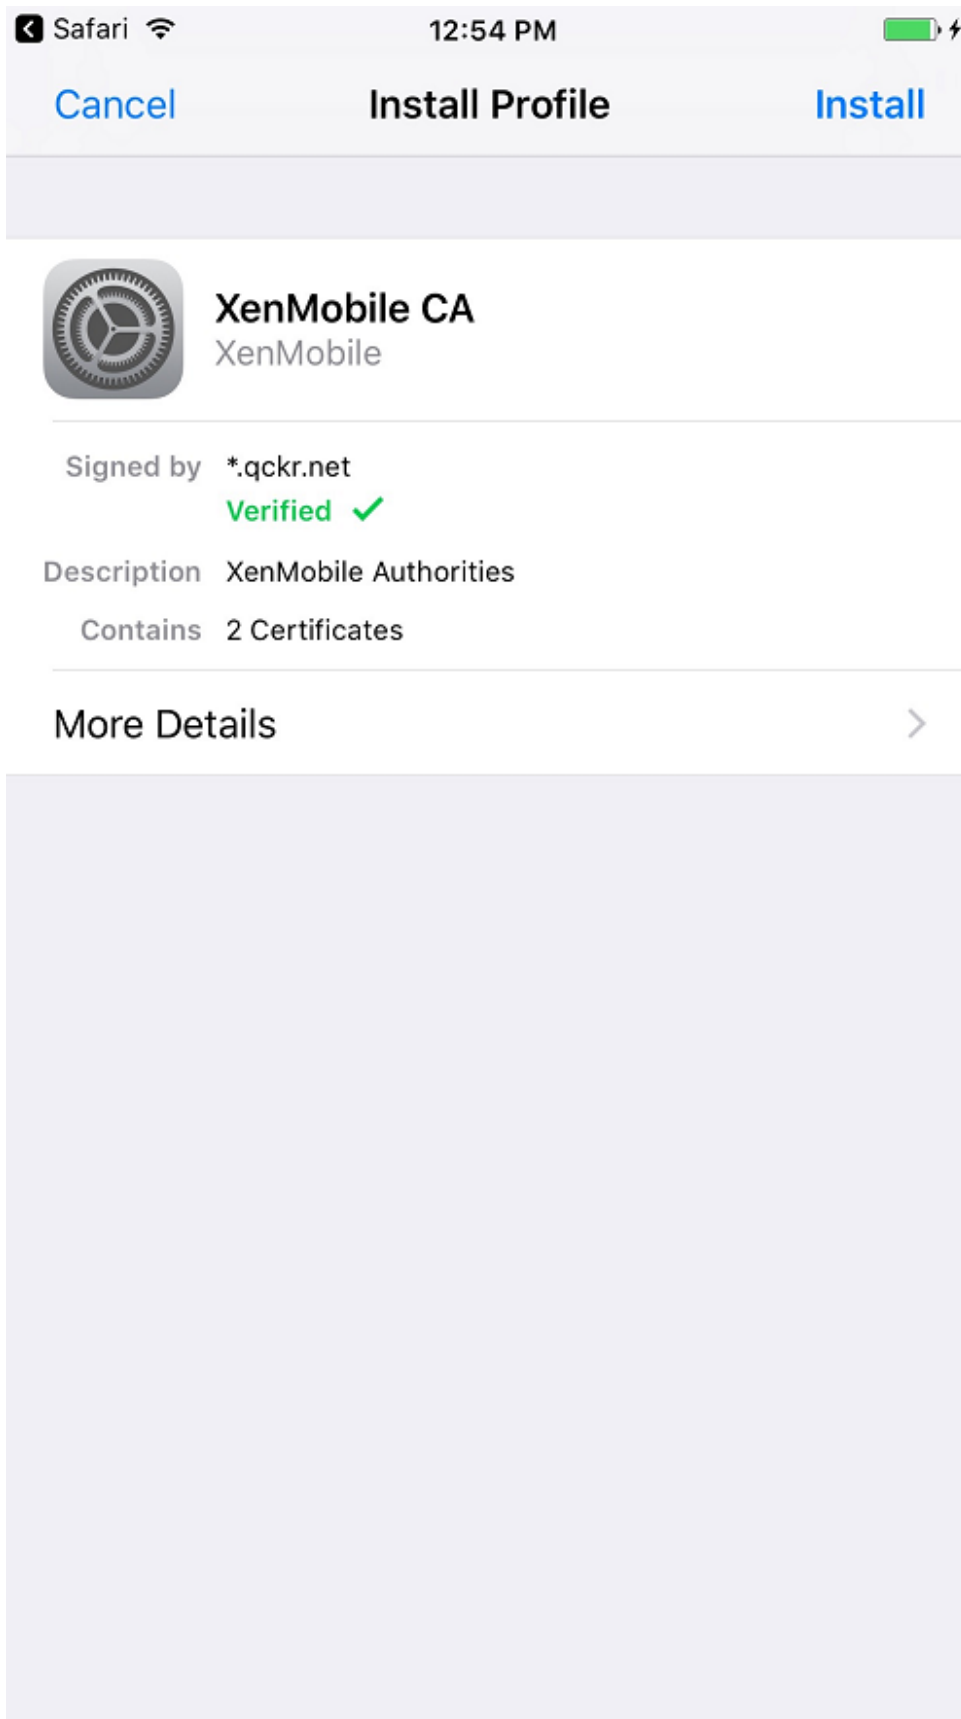 Safari 12:54 PM
Cancel Install Profile Install
XenMobile CA
XenMobile
Signed by *.qckr.net
Verified
Description XenMobile Authorities
Contains 2 Certificates
More Details